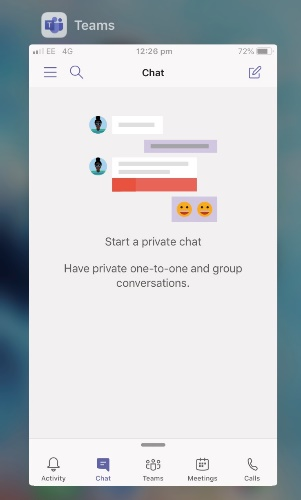 Teams
EE 4G 12:26 pm 72%
Chat
Start a private chat
Have private one-to-one and group
conversations.
Activity Chat Teams Meetings Calls